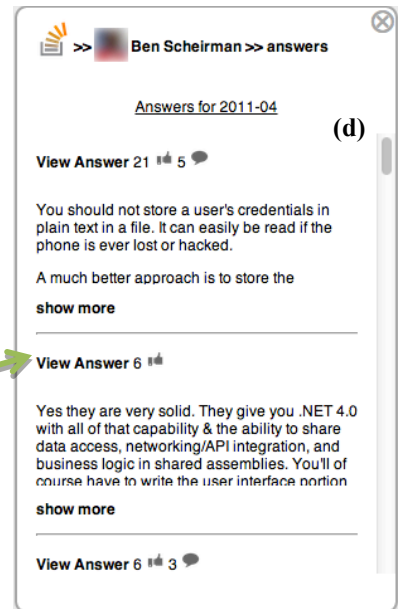 >> Ben Scheirman >> answers
Answers for 2011-04
(d)
View Answer 21 5
You should not store a user's credentials in
plain text in a file. It can easily be read if the
phone is ever lost or hacked.
A much better approach is to store the
show more
View Answer 6
Yes they are very solid. They give you .NET 4.0
with all of that capability & the ability to share
data access, networking/API integration, and
business logic in shared assemblies. You'll of
course have to write the user interface portion
show more
View Answer 6 3